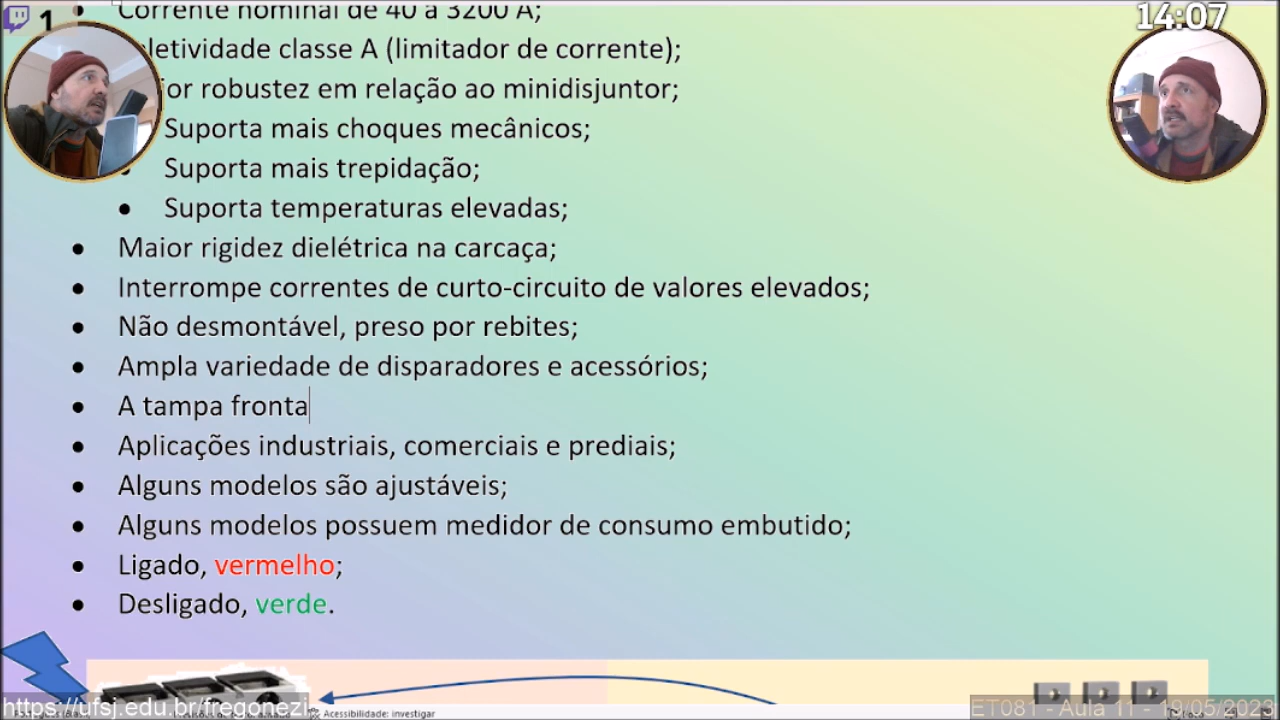 1
14:07
Corrente nominal de 40 a 3200 A;
letividade classe A (limitador de corrente);
ior robustez em relação ao minidisjuntor;
Suporta mais choques mecânicos;
Suporta mais trepidação;
• Suporta temperaturas elevadas;
• Maior rigidez dielétrica na carcaça;
• Interrompe correntes de curto-circuito de valores elevados;
• Não desmontável, preso por rebites;
• Ampla variedade de disparadores e acessórios;
• A tampa fronta
• Aplicações industriais, comerciais e prediais;
• Alguns modelos são ajustáveis;
• Alguns modelos possuem medidor de consumo embutido;
• Ligado, vermelho;
• Desligado, verde.
https://ufsj.edu.br/fregonezi
Acessibilidade: investigar
ET081 - Aula 11 - 19/05/2023